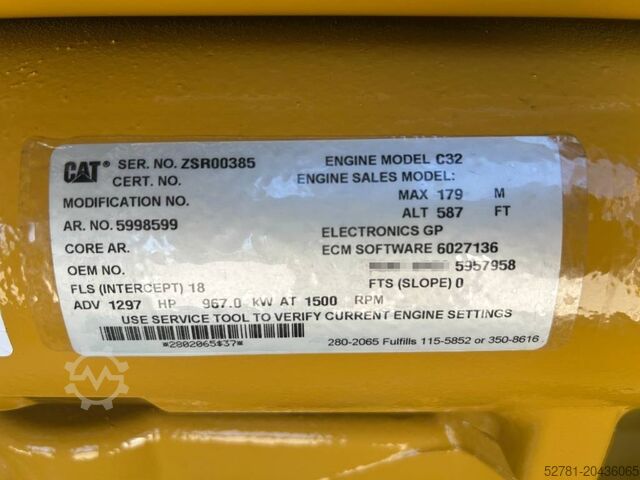 CAT® SER. NO. ZSR00385 ENGINE MODEL C32
CERT. NO. ENGINE SALES MODEL:
MODIFICATION NO. MAX 179 M
ALT 587 FT
AR. NO. 5998599 ELECTRONICS GP
CORE AR. ECM SOFTWARE 6027136
OEM NO. 5957958
FLS (INTERCEPT) 18 FTS (SLOPE) 0
ADV 1297 HP 967.0 kW AT 1500 RPM
USE SERVICE TOOL TO VERIFY CURRENT ENGINE SETTINGS
*2802065$37* 280-2065 Fulfills 115-5852 or 350-8616
52781-20436065